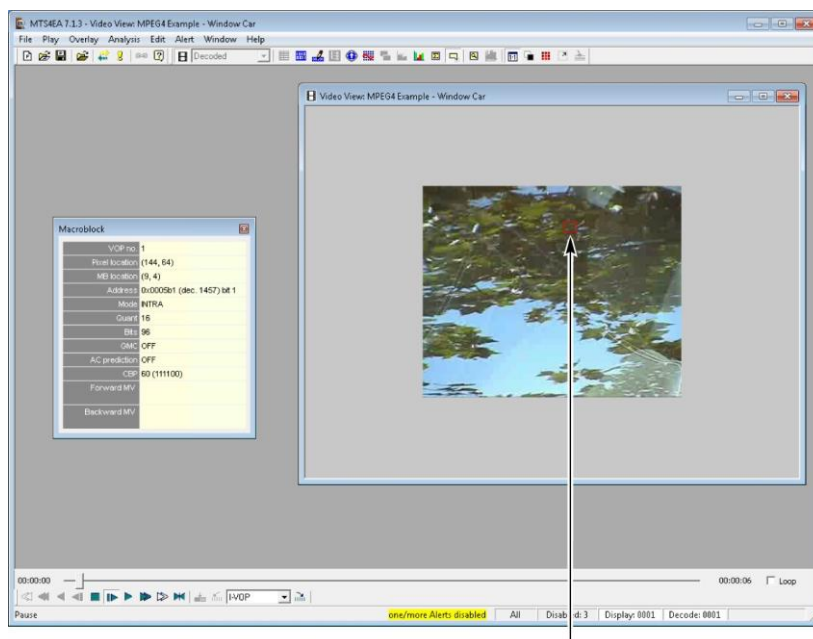 MTS4EA 7.1.3 - Video View: MPEG4 Example - Window Car
File Play Overlay Analysis Edit Alert Window Help
Decoded
Video View: MPEG4 Example - Window Car
Macroblock
VOP no. 1
Pixel location (144, 64)
MB location (9, 4)
Address 0x0005b1 (dec. 1457) bit 1
Mode INTRA
Quant 16
Bits 96
GMC OFF
AC prediction OFF
CBP 60 (111100)
Forward MV
Backward MV
00:00:00
00:00:06 Loop
I-VOP
Pause one/more Alerts disabled All Disab d: 3 Display: 0001 Decode: 0001